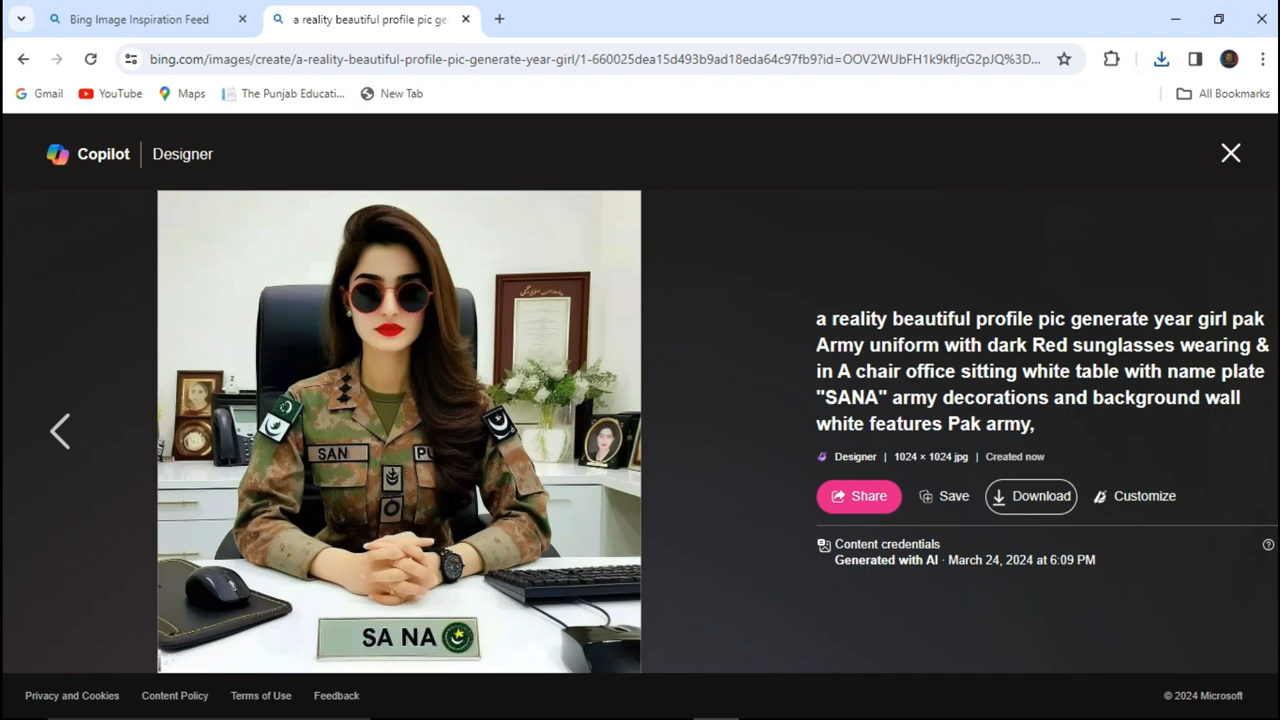 Bing Image Inspiration Feed
a reality beautiful profile pic ge
bing.com/images/create/a-reality-beautiful-profile-pic-generate-year-girl/1-660025dea15d493b9ad18eda64c97fb9?id=OOV2WUbFH1k9kfljcG2pJQ%3D...
Gmail
YouTube
Maps
The Punjab Educati...
New Tab
All Bookmarks
Copilot
Designer
a reality beautiful profile pic generate year girl pak
Army uniform with dark Red sunglasses wearing &
in A chair office sitting white table with name plate
"SANA" army decorations and background wall
white features Pak army,
Designer | 1024 × 1024 jpg | Created now
Share
Save
Download
Customize
Content credentials
Generated with AI · March 24, 2024 at 6:09 PM
SAN
PU
SA NA
Privacy and Cookies
Content Policy
Terms of Use
Feedback
© 2024 Microsoft